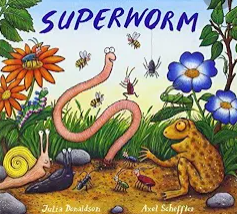 SUPERWORM
Julia Donaldson Axel Scheffler